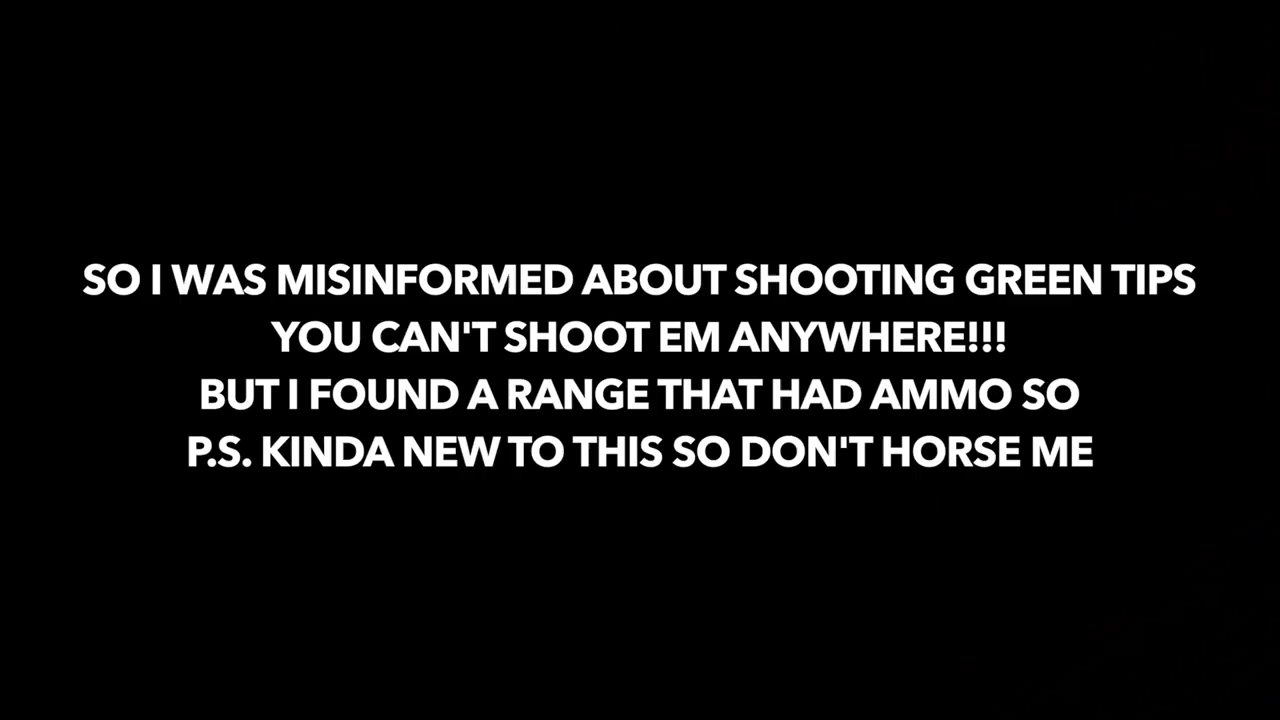 SO I WAS MISINFORMED ABOUT SHOOTING GREEN TIPS
YOU CAN'T SHOOT EM ANYWHERE!!!
BUT I FOUND A RANGE THAT HAD AMMO SO
P.S. KINDA NEW TO THIS SO DON'T HORSE ME